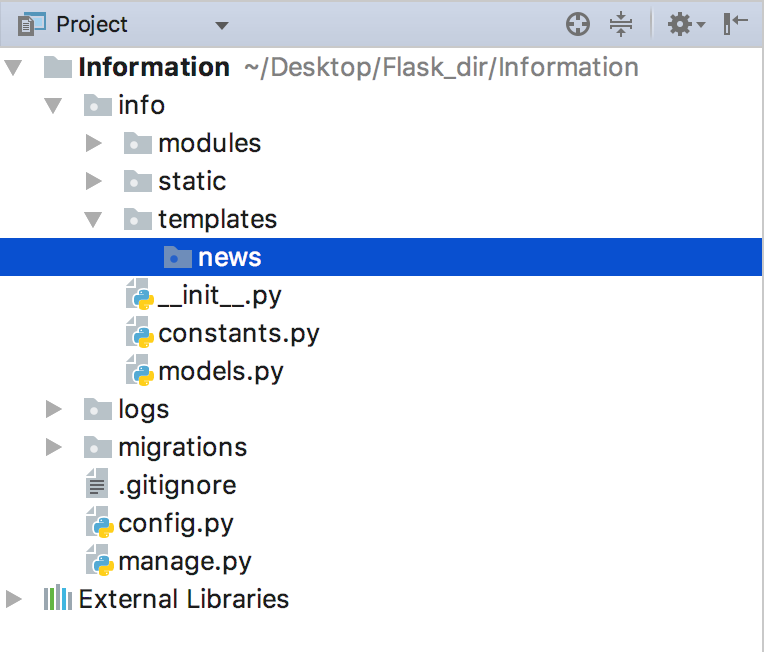 Project
Information ~/Desktop/Flask_dir/Information
info
modules
static
templates
news
__init__.py
constants.py
models.py
logs
migrations
.gitignore
config.py
manage.py
External Libraries